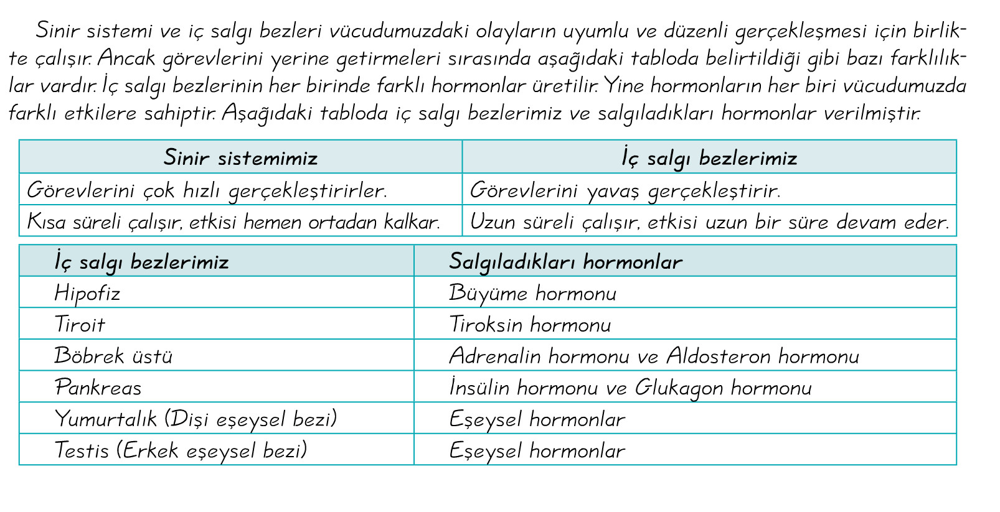 Sinir sistemi ve iç salgı bezleri vücudumuzdaki olayların uyumlu ve düzenli gerçekleşmesi için birlik-
te çalışır. Ancak görevlerini yerine getirmeleri sırasında aşağıdaki tabloda belirtildiği gibi bazı farklılık-
lar vardır. İç salgı bezlerinin her birinde farklı hormonlar üretilir. Yine hormonların her biri vücudumuzda
farklı etkilere sahiptir. Aşağıdaki tabloda iç salgı bezlerimiz ve salgıladıkları hormonlar verilmiştir.
Sinir sistemimiz İç salgı bezlerimiz
Görevlerini çok hızlı gerçekleştirirler. Görevlerini yavaş gerçekleştirir.
Kısa süreli çalışır, etkisi hemen ortadan kalkar. Uzun süreli çalışır, etkisi uzun bir süre devam eder.
İç salgı bezlerimiz Salgıladıkları hormonlar
Hipofiz Büyüme hormonu
Tiroit Tiroksin hormonu
Böbrek üstü Adrenalin hormonu ve Aldosteron hormonu
Pankreas İnsülin hormonu ve Glukagon hormonu
Yumurtalık (Dişi eşeysel bezi) Eşeysel hormonlar
Testis (Erkek eşeysel bezi) Eşeysel hormonlar